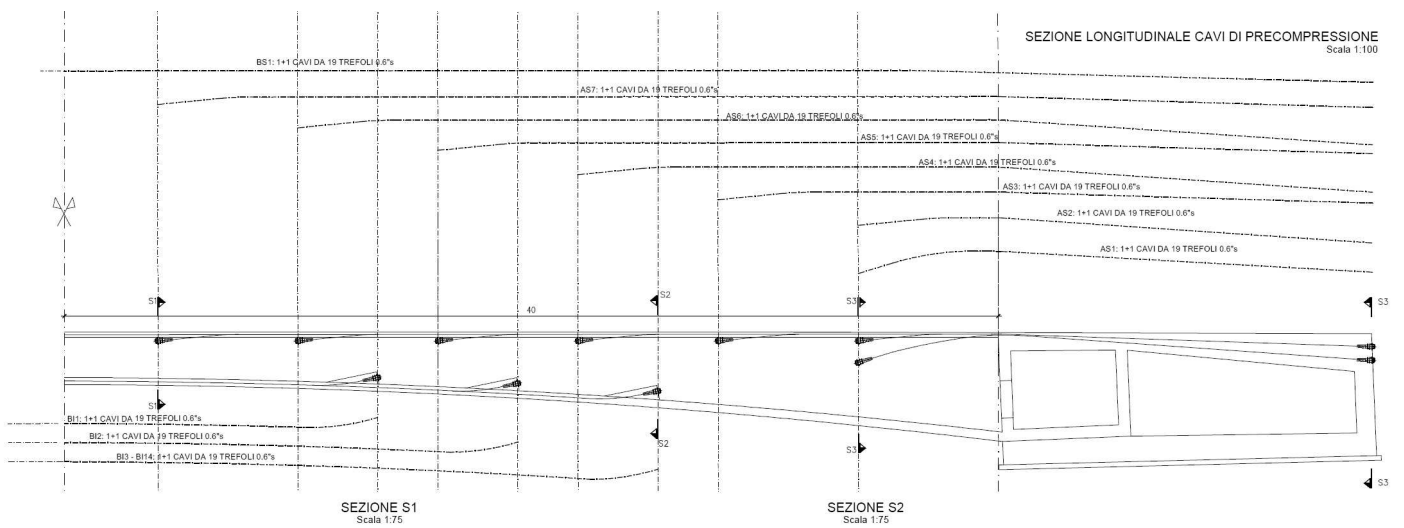 SEZIONE LONGITUDINALE CAVI DI PRECOMPRESSIONE
Scala 1:100
BS1: 1+1 CAVI DA 19 TREFOLI 0.6"s
AS7: 1+1 CAVI DA 19 TREFOLI 0.6"s
AS6: 1+1 CAVI DA 19 TREFOLI 0.6"s
AS5: 1+1 CAVI DA 19 TREFOLI 0.6"s
AS4: 1+1 CAVI DA 19 TREFOLI 0.6"s
AS3: 1+1 CAVI DA 19 TREFOLI 0.6"s
AS2: 1+1 CAVI DA 19 TREFOLI 0.6"s
AS1: 1+1 CAVI DA 19 TREFOLI 0.6"s
S1
S2
S3
S3
40
S1
BI1: 1+1 CAVI DA 19 TREFOLI 0.6"s
BI2: 1+1 CAVI DA 19 TREFOLI 0.6"s
S2
S3
BI3 - BI14: 1+1 CAVI DA 19 TREFOLI 0.6"s
S3
SEZIONE S1
Scala 1:75
SEZIONE S2
Scala 1:75